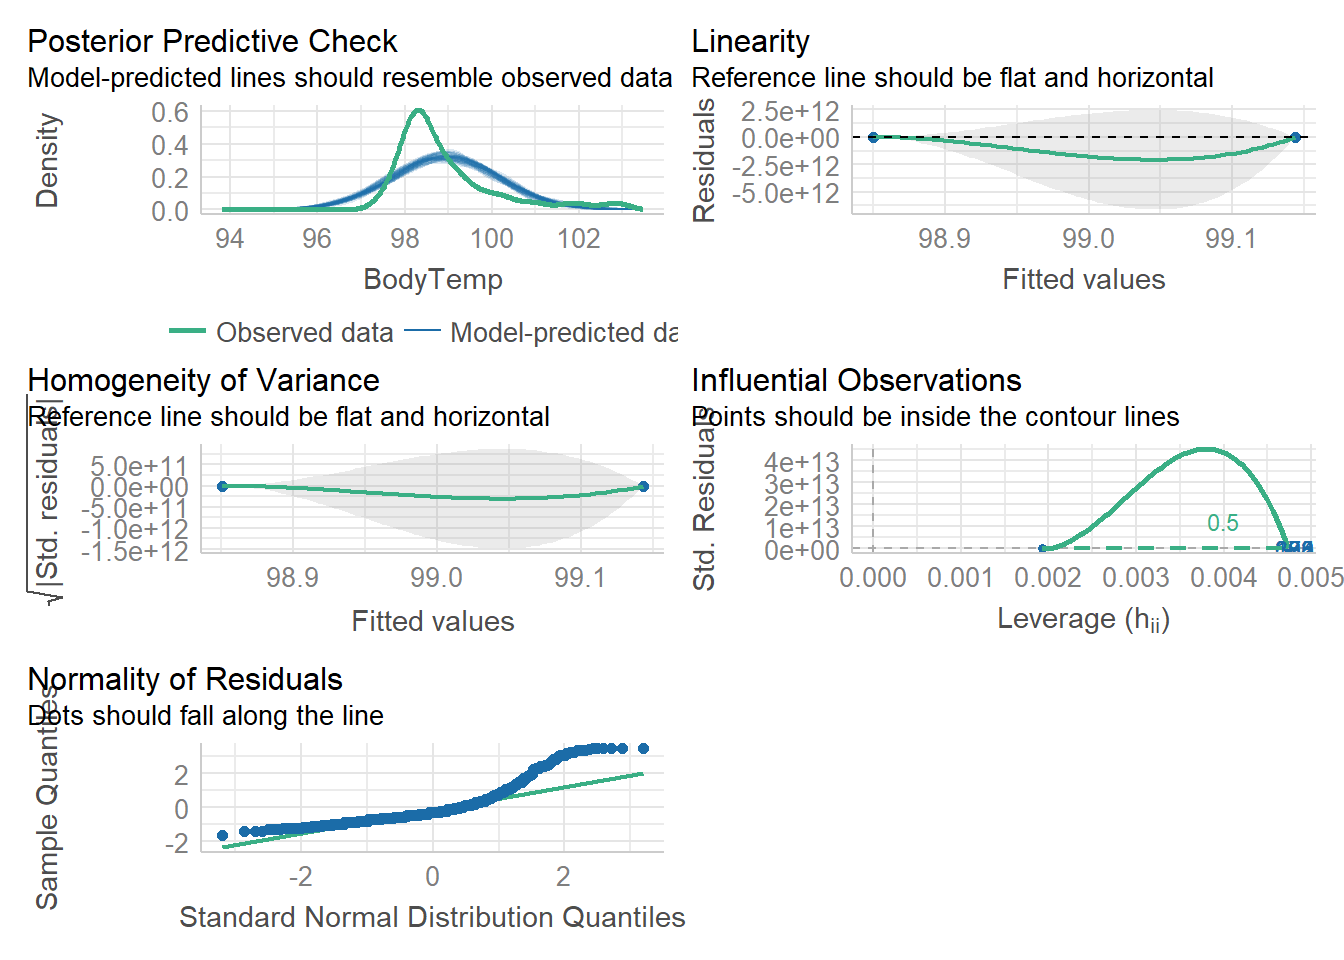 Posterior Predictive Check
Model-predicted lines should resemble observed data
Density
0.6
0.4
0.2
0.0
94 96 98 100 102
BodyTemp
Observed data Model-predicted da
Linearity
Reference line should be flat and horizontal
Residuals
2.5e+12
0.0e+00
-2.5e+12
-5.0e+12
98.9 99.0 99.1
Fitted values
Homogeneity of Variance
Reference line should be flat and horizontal
√|Std. residuals|
5.0e+11
0.0e+00
-5.0e+11
-1.0e+12
-1.5e+12
98.9 99.0 99.1
Fitted values
Influential Observations
Points should be inside the contour lines
Std. Residuals
4e+13
3e+13
2e+13
1e+13
0e+00
0.5
0.000 0.001 0.002 0.003 0.004 0.005
Leverage (hii)
Normality of Residuals
Dots should fall along the line
Sample Quantiles
2
0
-2
-2 0 2
Standard Normal Distribution Quantiles